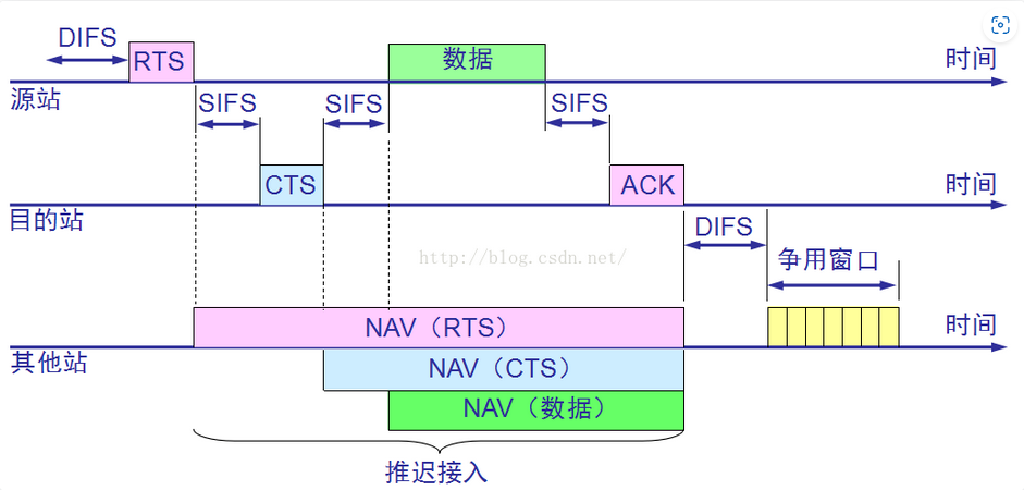 DIFS
RTS
数据
时间
源站
SIFS
SIFS
SIFS
CTS
ACK
时间
目的站
DIFS
http://blog.csdn.net/
争用窗口
NAV（RTS）
时间
其他站
NAV（CTS）
NAV（数据）
推迟接入